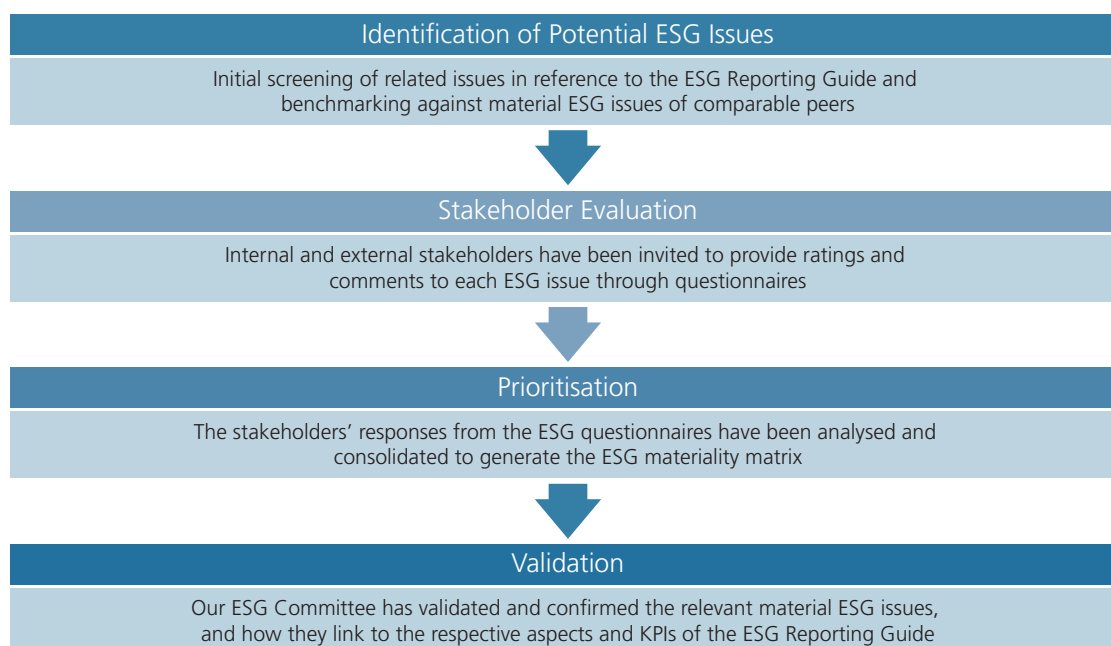 Identification of Potential ESG Issues
Initial screening of related issues in reference to the ESG Reporting Guide and
benchmarking against material ESG issues of comparable peers
Stakeholder Evaluation
Internal and external stakeholders have been invited to provide ratings and
comments to each ESG issue through questionnaires
Prioritisation
The stakeholders’ responses from the ESG questionnaires have been analysed and
consolidated to generate the ESG materiality matrix
Validation
Our ESG Committee has validated and confirmed the relevant material ESG issues,
and how they link to the respective aspects and KPIs of the ESG Reporting Guide